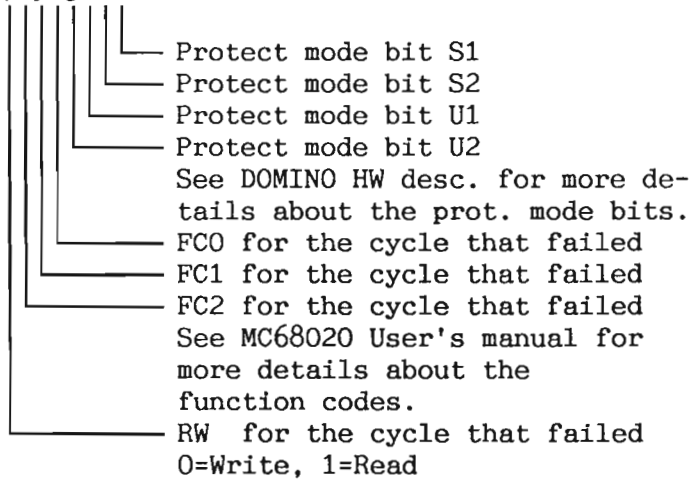 Protect mode bit S1
Protect mode bit S2
Protect mode bit U1
Protect mode bit U2
See DOMINO HW desc. for more de-
tails about the prot. mode bits.
FC0 for the cycle that failed
FC1 for the cycle that failed
FC2 for the cycle that failed
See MC68020 User's manual for
more details about the
function codes.
RW for the cycle that failed
0=Write, 1=Read